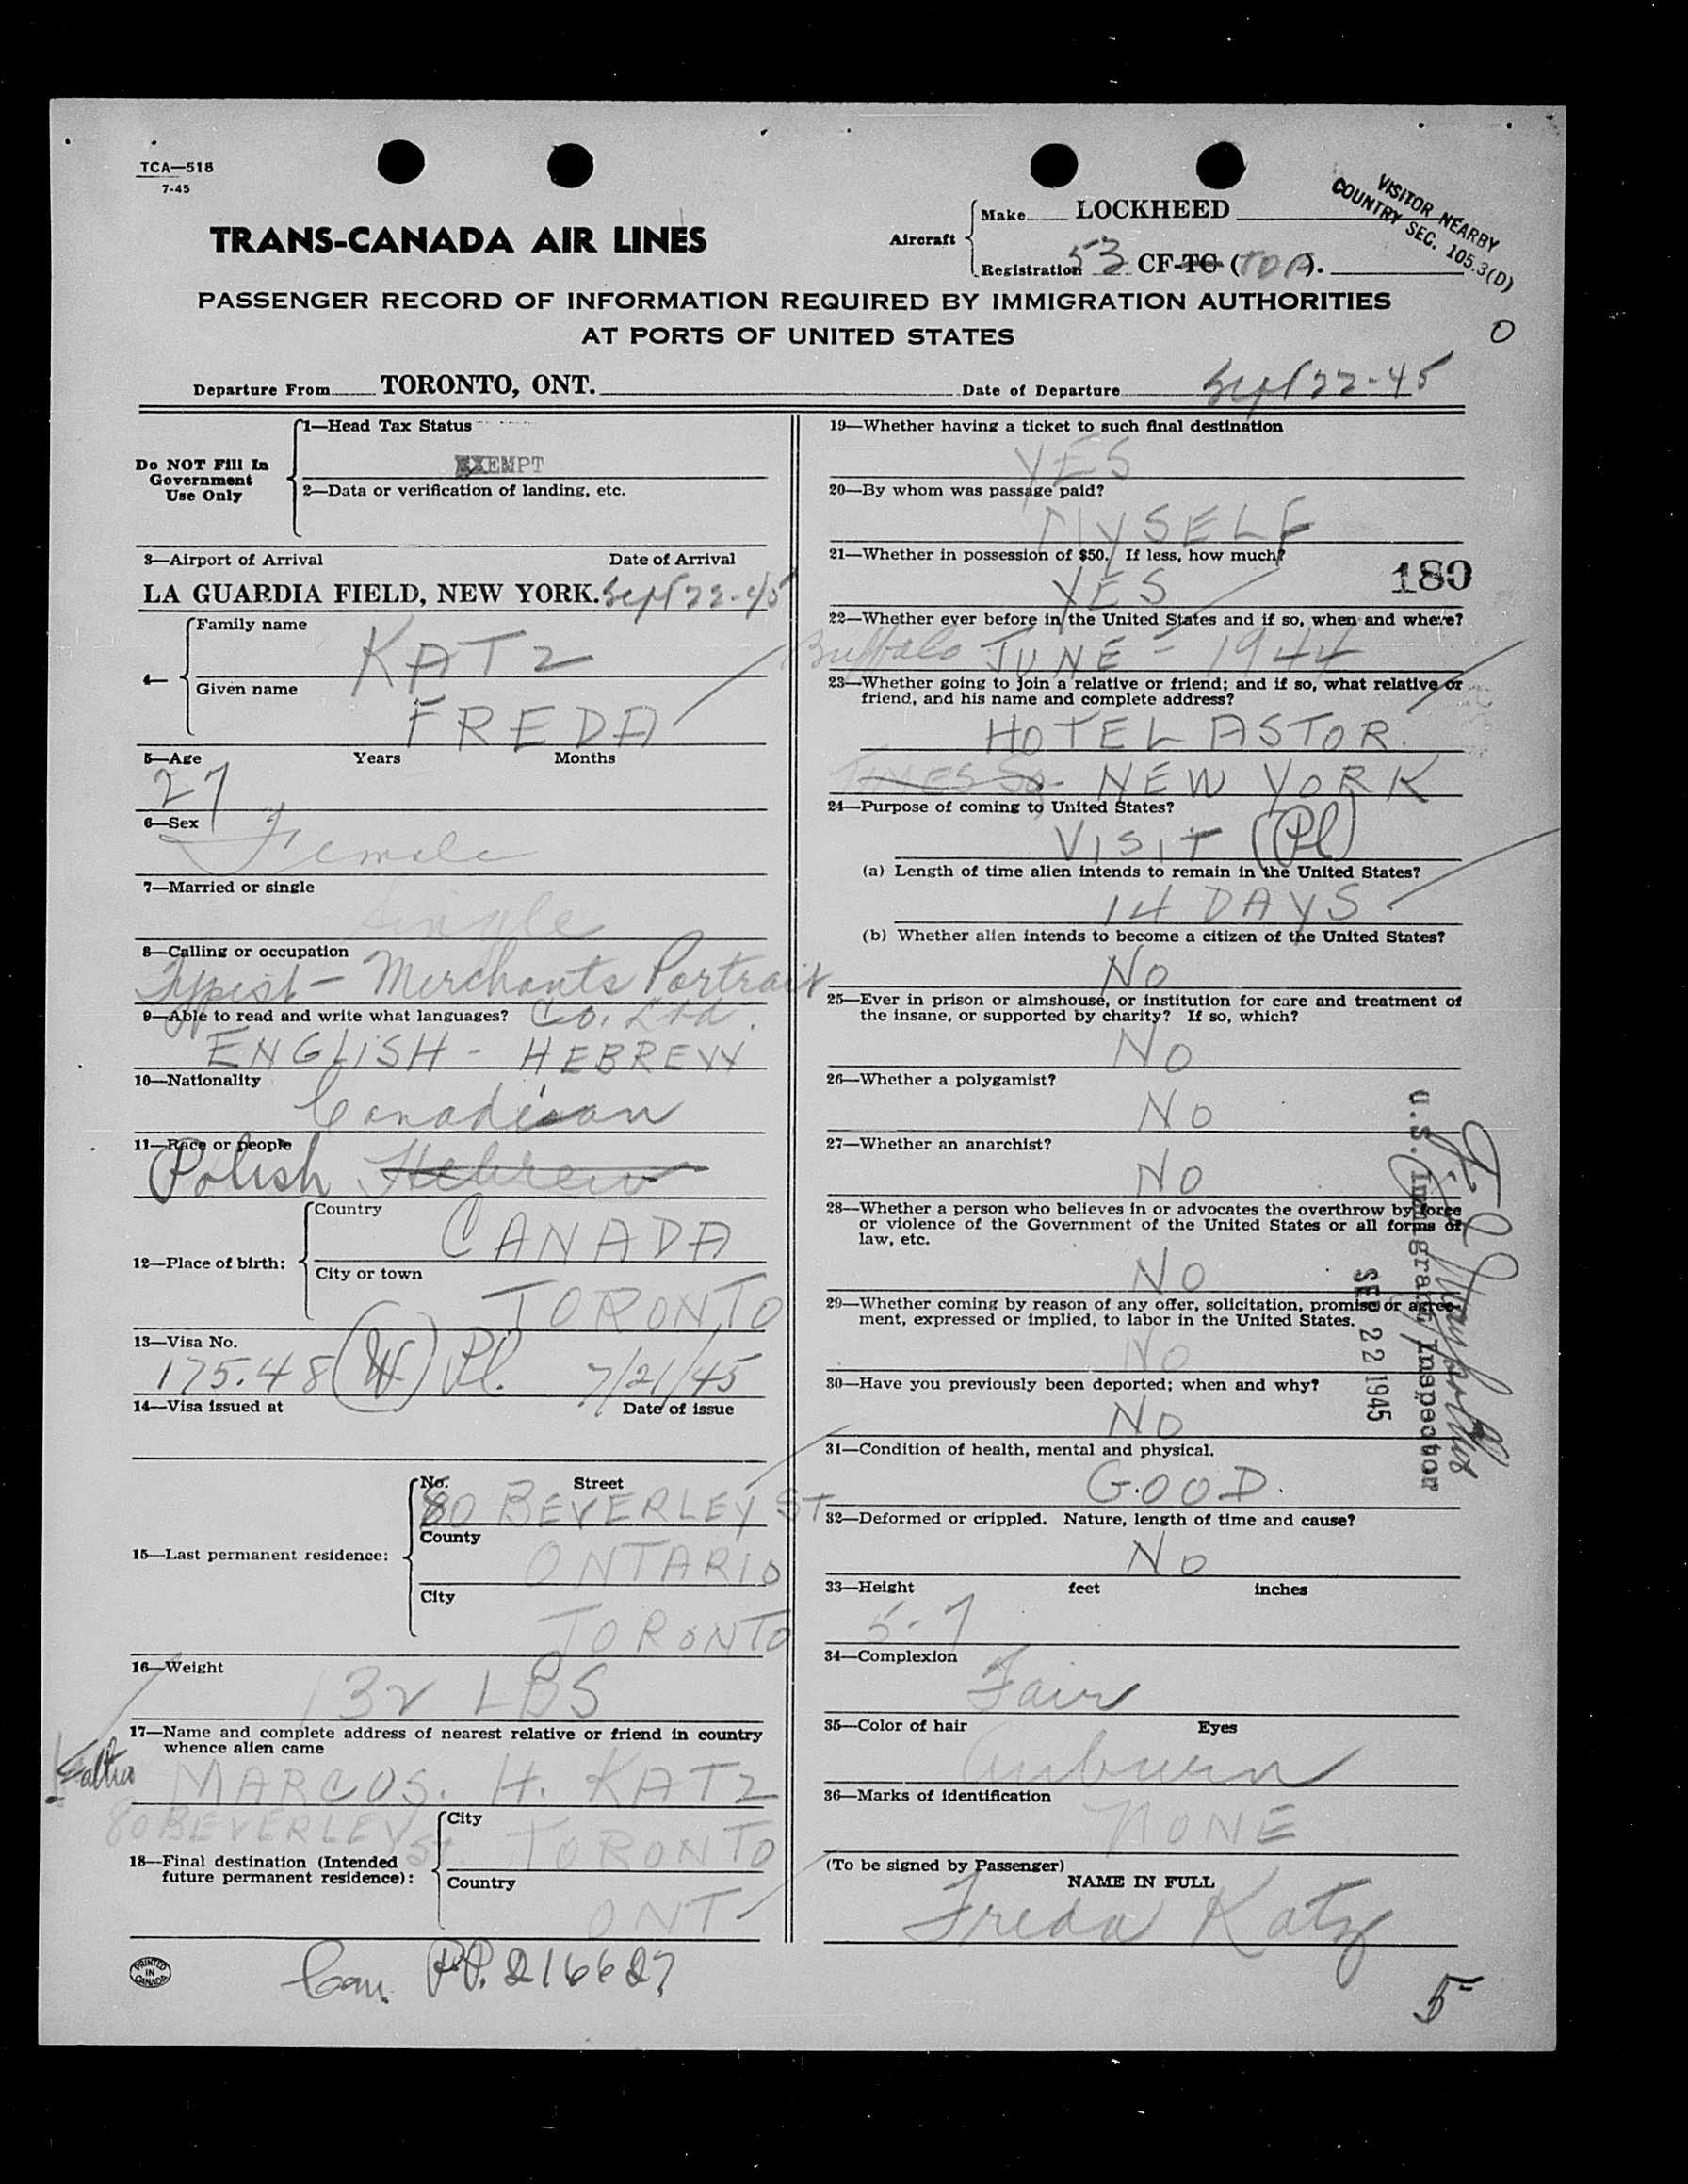 TCA—518
7-45
TRANS-CANADA AIR LINES
Aircraft
Make LOCKHEED
Registration 53 CF-TC (TDA).
VISITOR NEARBY
COUNTRY SEC. 105.3(D)
PASSENGER RECORD OF INFORMATION REQUIRED BY IMMIGRATION AUTHORITIES
AT PORTS OF UNITED STATES
O
Departure From TORONTO, ONT. Date of Departure Sept 22-45
Do NOT Fill In
Government
Use Only
1—Head Tax Status
EXEMPT
2—Data or verification of landing, etc.
3—Airport of Arrival Date of Arrival
LA GUARDIA FIELD, NEW YORK. Sept 22-45
4—
Family name
KATZ
Given name
FREDA
5—Age Years Months
27
6—Sex
Female
7—Married or single
Single
8—Calling or occupation
Typist - Merchants Portrait
Co. Ltd.
9—Able to read and write what languages?
ENGLISH - HEBREW
10—Nationality
Canadian
11—Race or people
Polish Hebrew
12—Place of birth:
Country
CANADA
City or town
TORONTO
13—Visa No.
175.48 (W) Pl. 7/21/45
14—Visa issued at Date of issue
15—Last permanent residence:
No. Street
80 BEVERLEY ST
County
ONTARIO
City
TORONTO
16—Weight
132 LBS
17—Name and complete address of nearest relative or friend in country
whence alien came
Father
MARCOS. H. KATZ
80 BEVERLEY St.
18—Final destination (Intended
future permanent residence):
City
TORONTO
Country
ONT
PRINTED
IN
CANADA
Can. P.P. 216627
19—Whether having a ticket to such final destination
YES
20—By whom was passage paid?
MYSELF
21—Whether in possession of $50. If less, how much?
YES
180
22—Whether ever before in the United States and if so, when and where?
Buffalo JUNE - 1944
23—Whether going to join a relative or friend; and if so, what relative or
friend, and his name and complete address?
HOTEL ASTOR.
TIMES SQ. NEW YORK
24—Purpose of coming to United States?
VISIT (Pl)
(a) Length of time alien intends to remain in the United States?
14 DAYS
(b) Whether alien intends to become a citizen of the United States?
NO
25—Ever in prison or almshouse, or institution for care and treatment of
the insane, or supported by charity? If so, which?
NO
26—Whether a polygamist?
NO
27—Whether an anarchist?
NO
28—Whether a person who believes in or advocates the overthrow by force
or violence of the Government of the United States or all forms of
law, etc.
NO
29—Whether coming by reason of any offer, solicitation, promise or agree-
ment, expressed or implied, to labor in the United States.
NO
30—Have you previously been deported; when and why?
NO
31—Condition of health, mental and physical.
GOOD.
32—Deformed or crippled. Nature, length of time and cause?
NO
33—Height feet inches
5-7
34—Complexion
Fair
35—Color of hair Eyes
Auburn
36—Marks of identification
NONE
(To be signed by Passenger)
NAME IN FULL
Freda Katz
U.S. Immigrant Inspector
SEP 22 1945
5